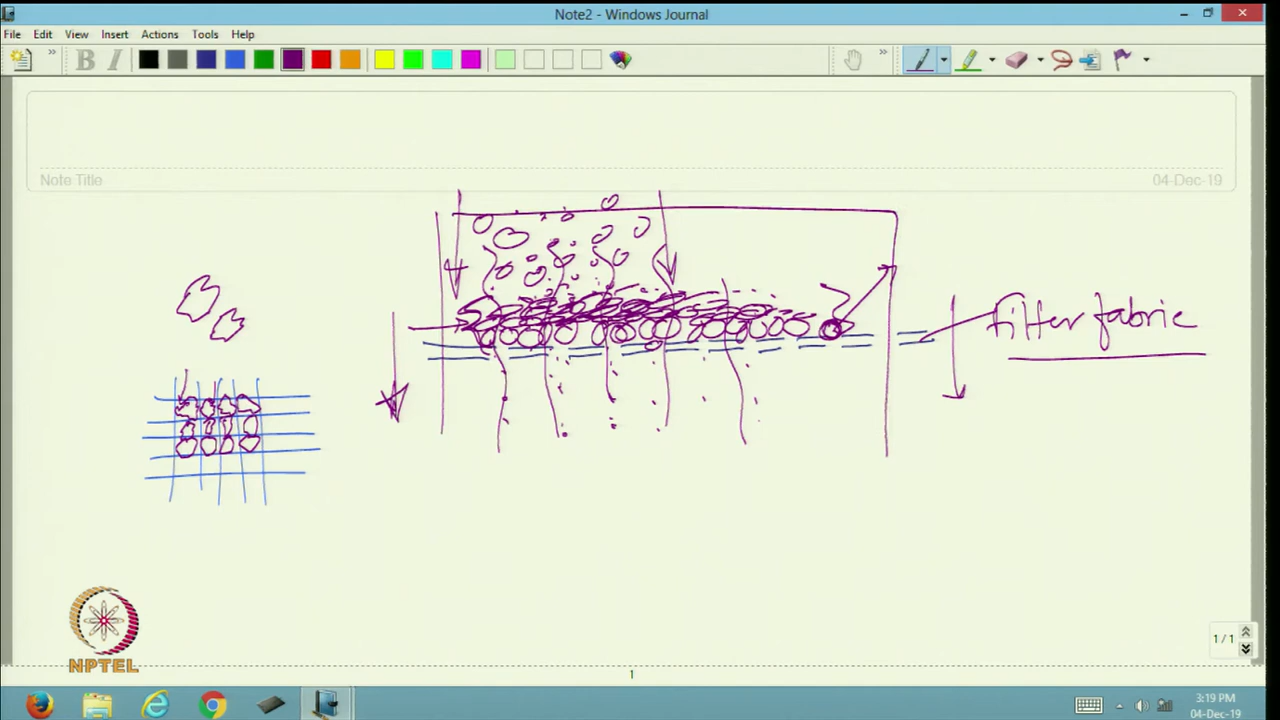 Note2 - Windows Journal
File Edit View Insert Actions Tools Help
B I
Note Title
04-Dec-19
filter fabric
NPTEL
1/1
1
3:19 PM
04-Dec-19